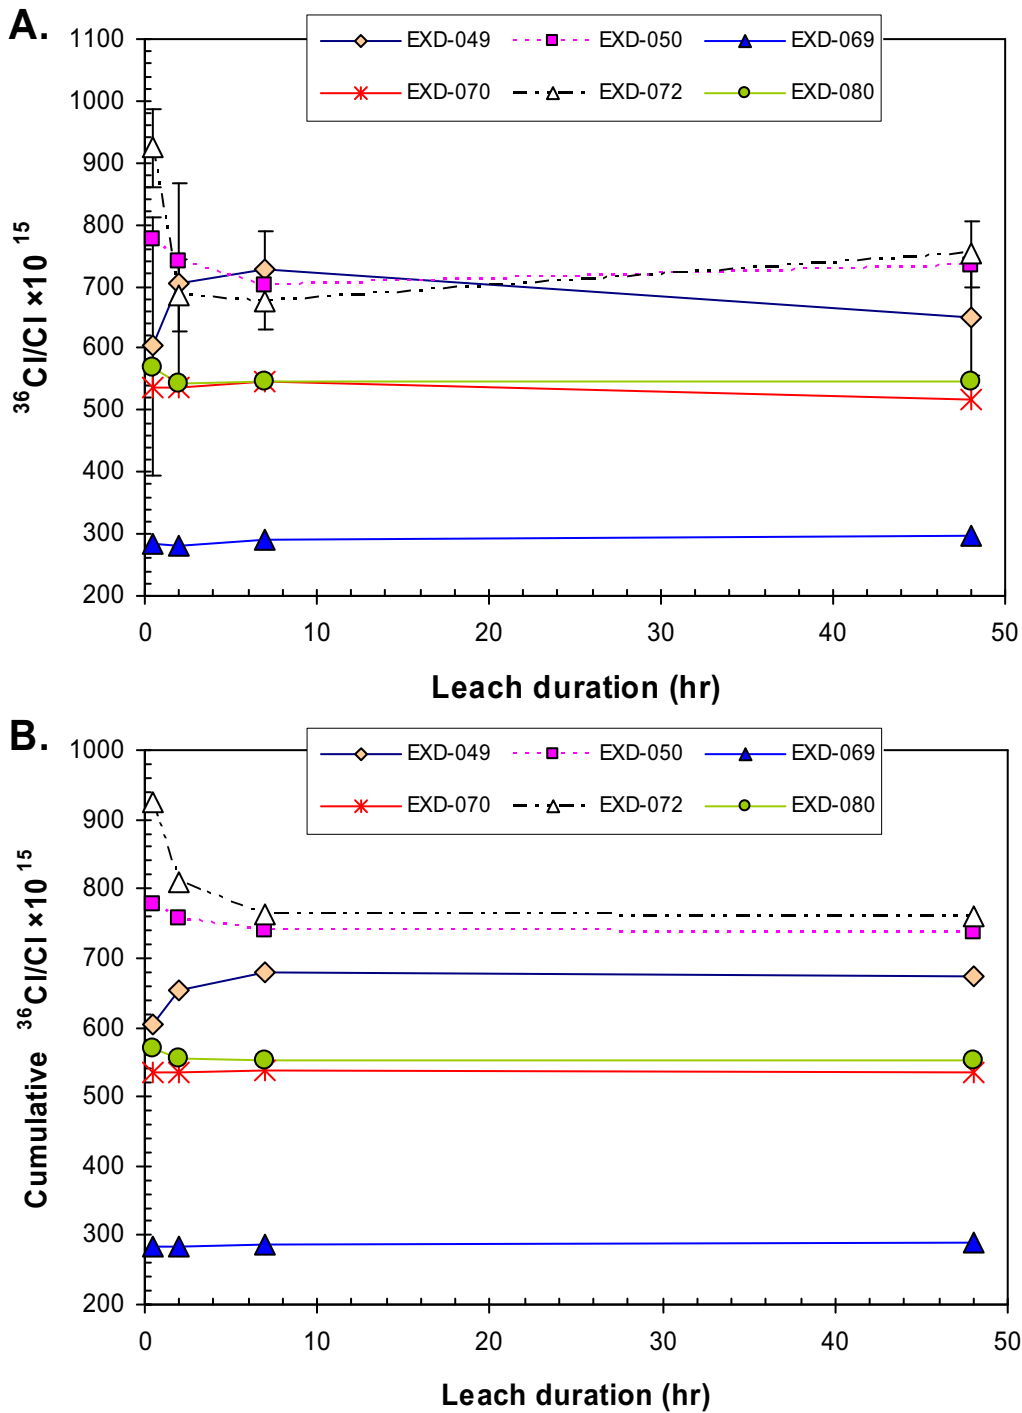 A.
1100
1000
900
800
700
600
500
400
300
200
EXD-049 EXD-050 EXD-069
EXD-070 EXD-072 EXD-080
³⁶Cl/Cl ×10 ¹⁵
0 10 20 30 40 50
Leach duration (hr)
B.
1000
900
800
700
600
500
400
300
200
EXD-049 EXD-050 EXD-069
EXD-070 EXD-072 EXD-080
Cumulative ³⁶Cl/Cl ×10 ¹⁵
0 10 20 30 40 50
Leach duration (hr)